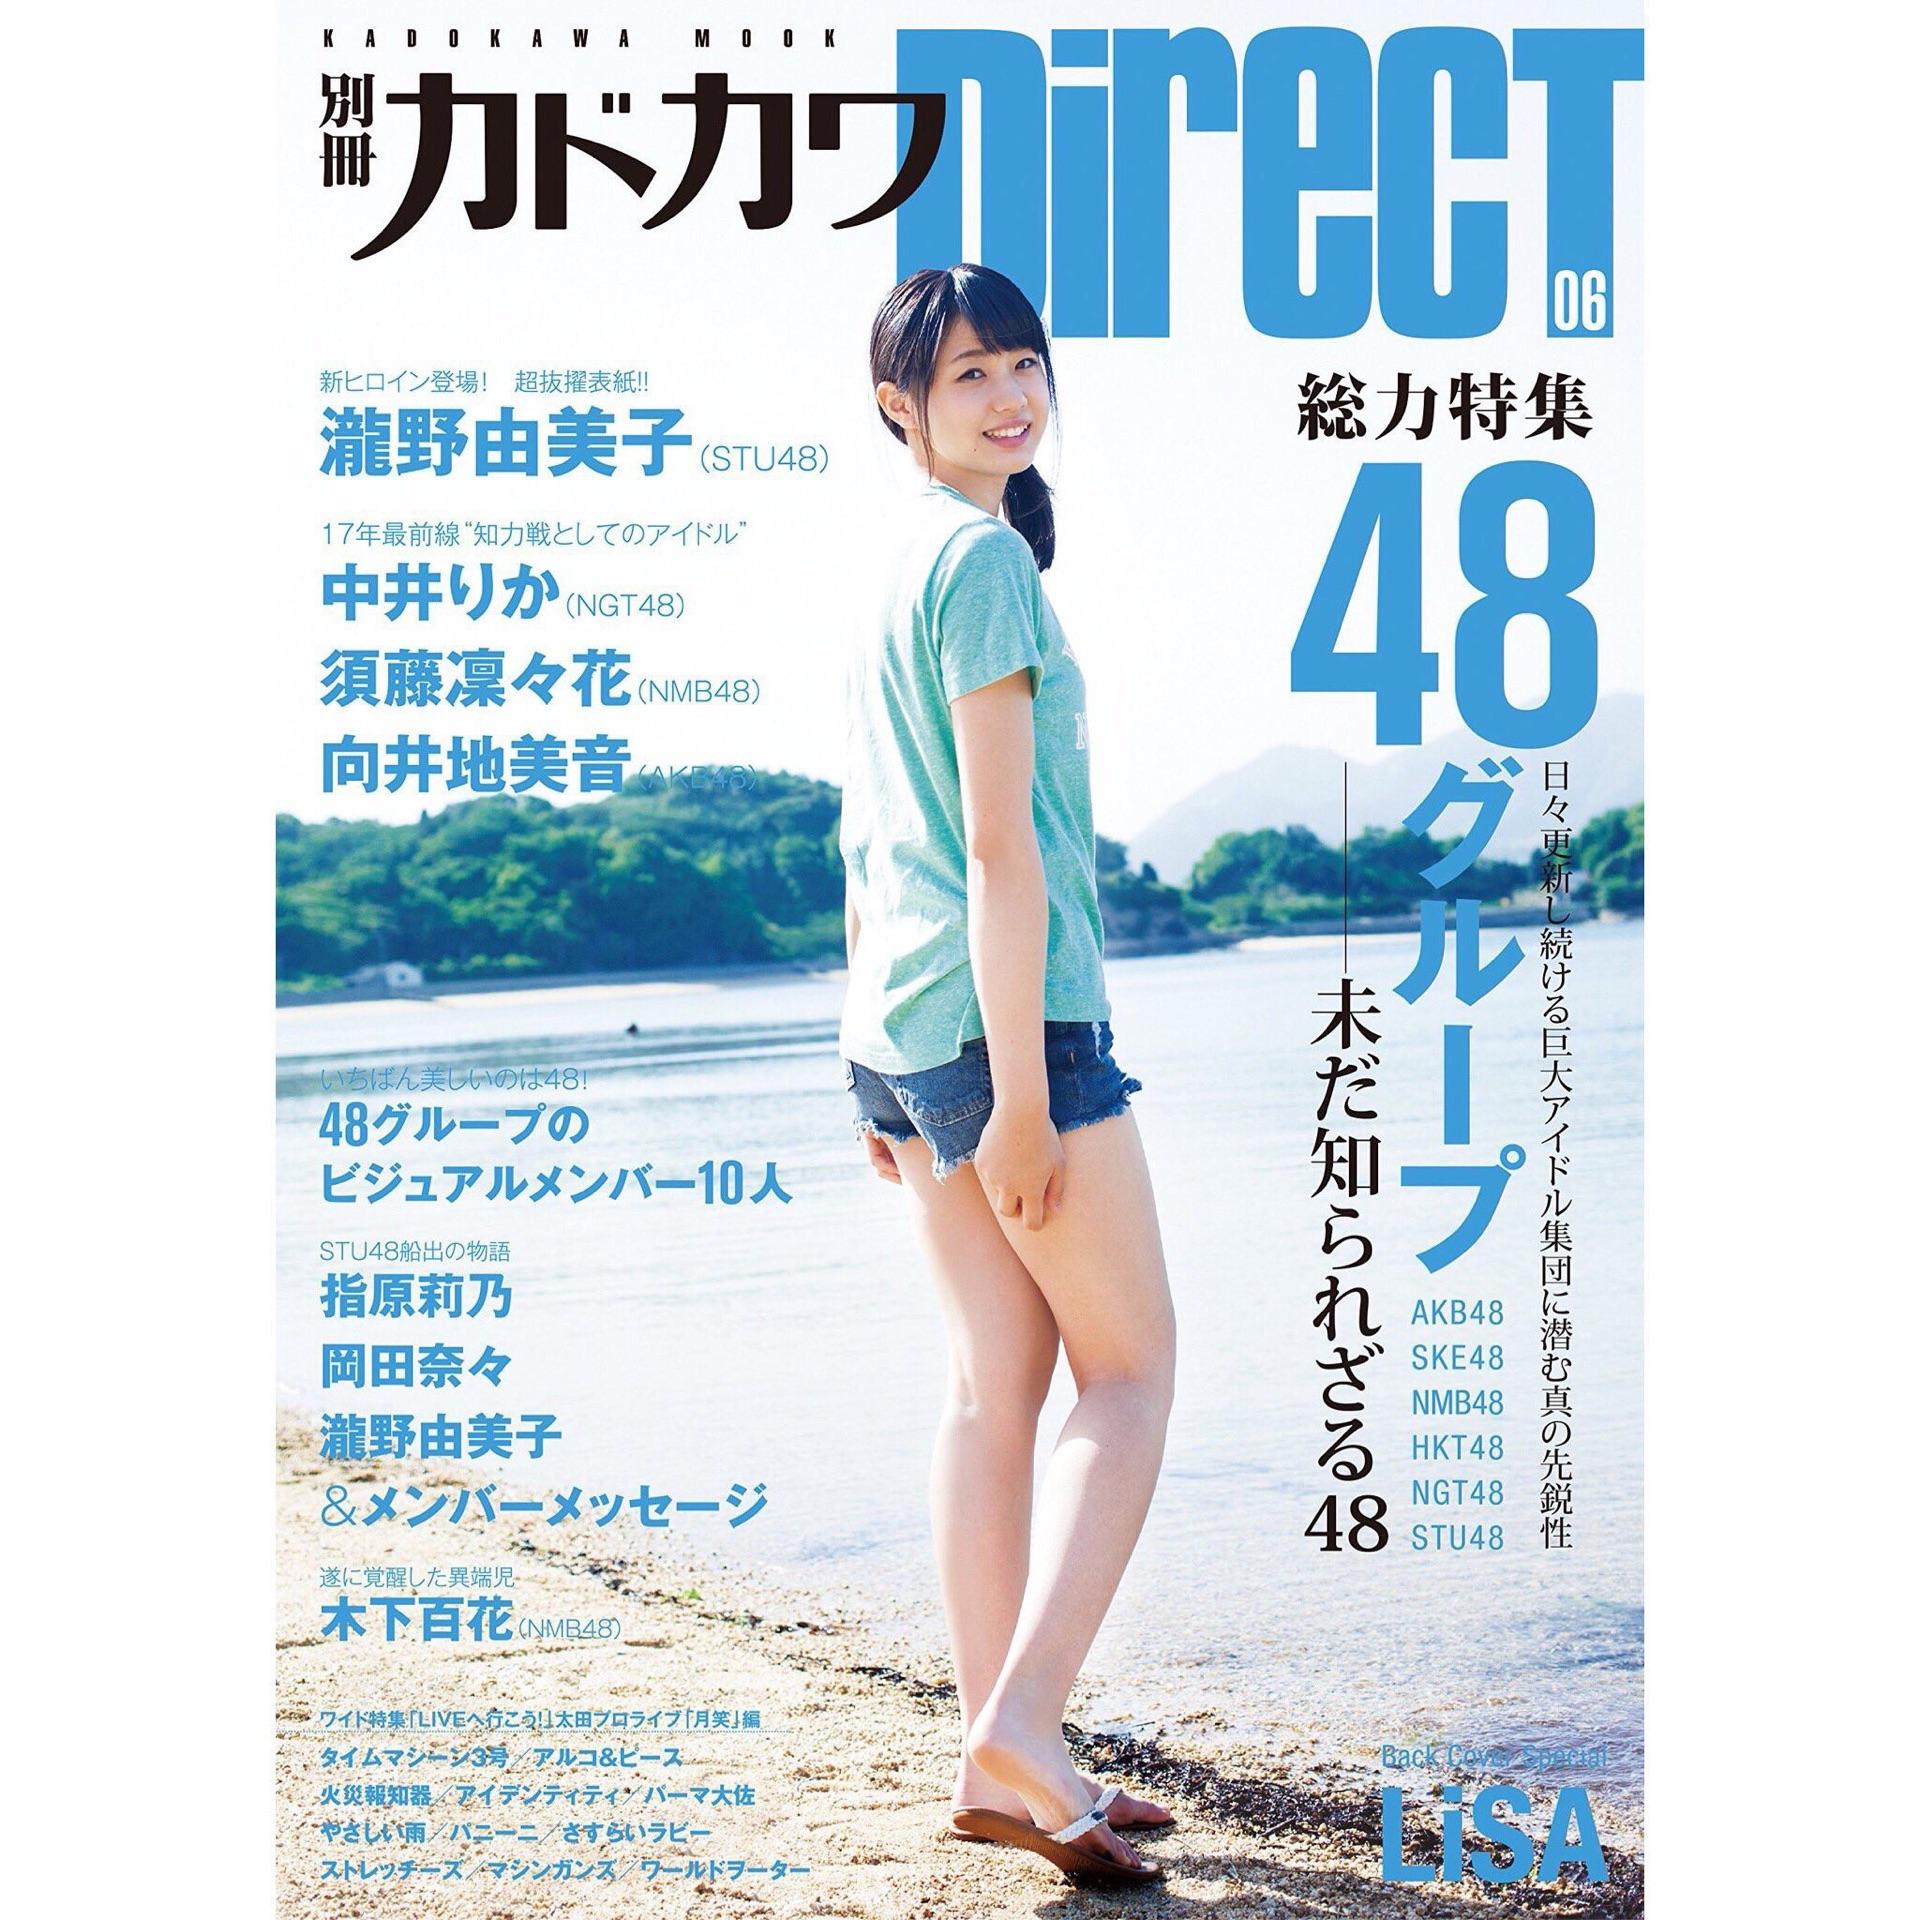 KADOKAWA MOOK
別冊カドカワ DirecT
06
新ヒロイン登場! 超抜擢表紙!!
瀧野由美子(STU48)
17年最前線“知力戦としてのアイドル”
中井りか(NGT48)
須藤凜々花(NMB48)
向井地美音(AKB48)
いちばん美しいのは48!
48グループの
ビジュアルメンバー10人
STU48船出の物語
指原莉乃
岡田奈々
瀧野由美子
&メンバーメッセージ
遂に覚醒した異端児
木下百花(NMB48)
ワイド特集「LIVEへ行こう!」太田プロライブ「月笑」編
タイムマシーン3号/アルコ&ピース
火災報知器/アイデンティティ/パーマ大佐
やさしい雨/バニーニ/さすらいラビー
ストレッチーズ/マシンガンズ/ワールドヲーター
総力特集
48グループ
日々更新し続ける巨大アイドル集団に潜む真の先鋭性
――未だ知られざる48
AKB48
SKE48
NMB48
HKT48
NGT48
STU48
Back Cover Special
LiSA